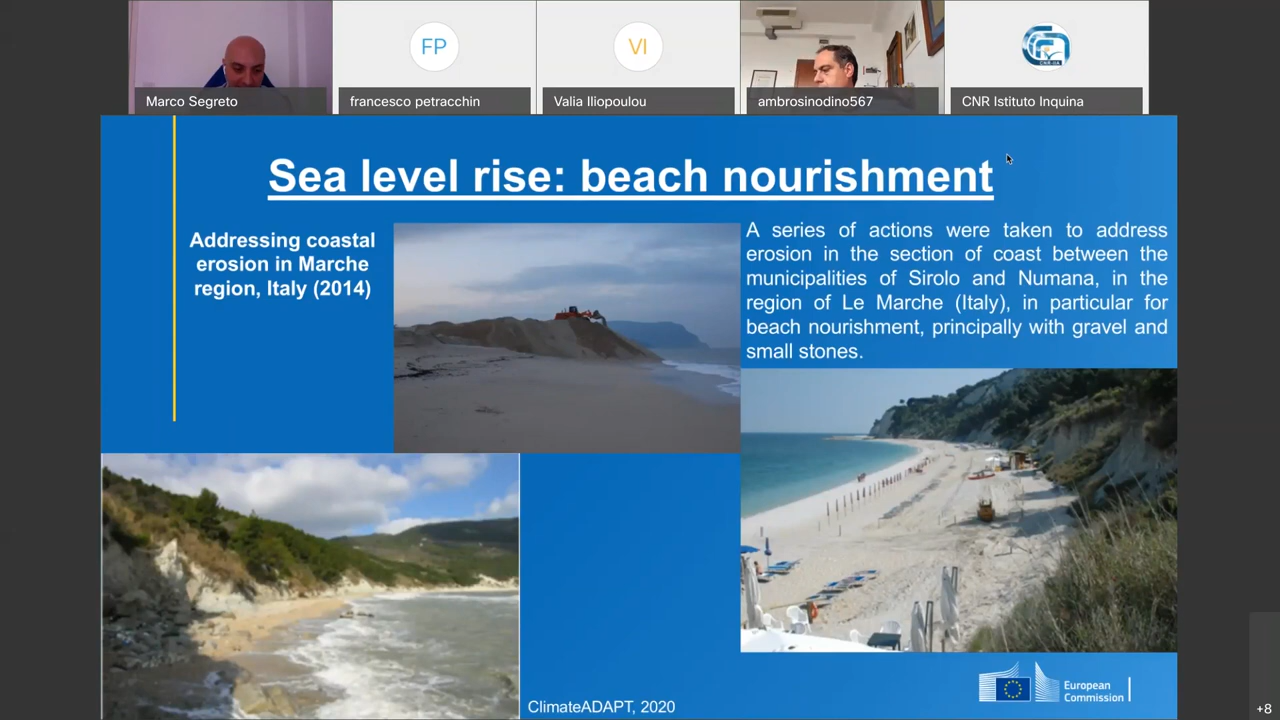 Marco Segreto
FP
francesco petracchin
VI
Valia Iliopoulou
ambrosinodino567
CNR-IIA
CNR Istituto Inquina
Sea level rise: beach nourishment
Addressing coastal
erosion in Marche
region, Italy (2014)
A series of actions were taken to address
erosion in the section of coast between the
municipalities of Sirolo and Numana, in the
region of Le Marche (Italy), in particular for
beach nourishment, principally with gravel and
small stones.
ClimateADAPT, 2020
European
Commission
+8